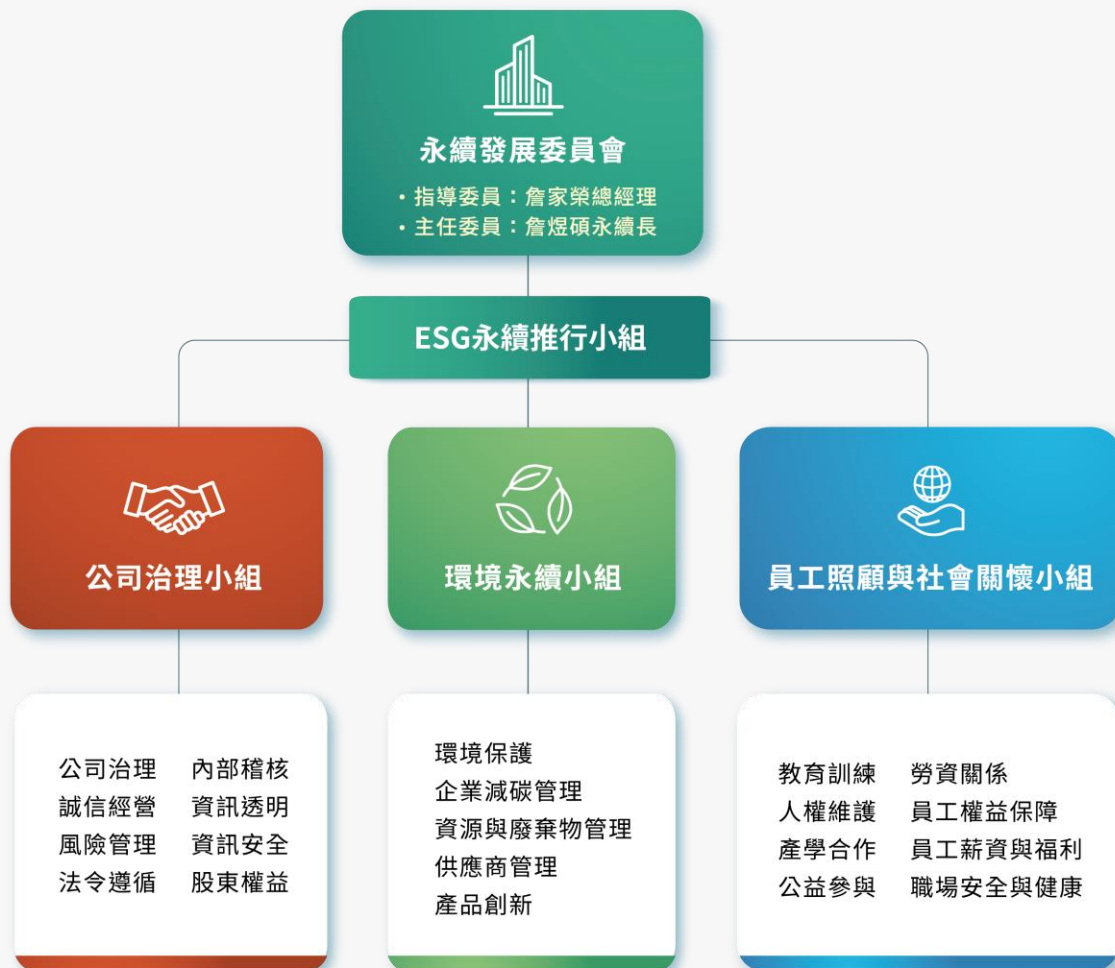 永續發展委員會
・指導委員：詹家榮總經理
・主任委員：詹煜碩永續長
ESG永續推行小組
公司治理小組
環境永續小組
員工照顧與社會關懷小組
公司治理 內部稽核
誠信經營 資訊透明
風險管理 資訊安全
法令遵循 股東權益
環境保護
企業減碳管理
資源與廢棄物管理
供應商管理
產品創新
教育訓練 勞資關係
人權維護 員工權益保障
產學合作 員工薪資與福利
公益參與 職場安全與健康